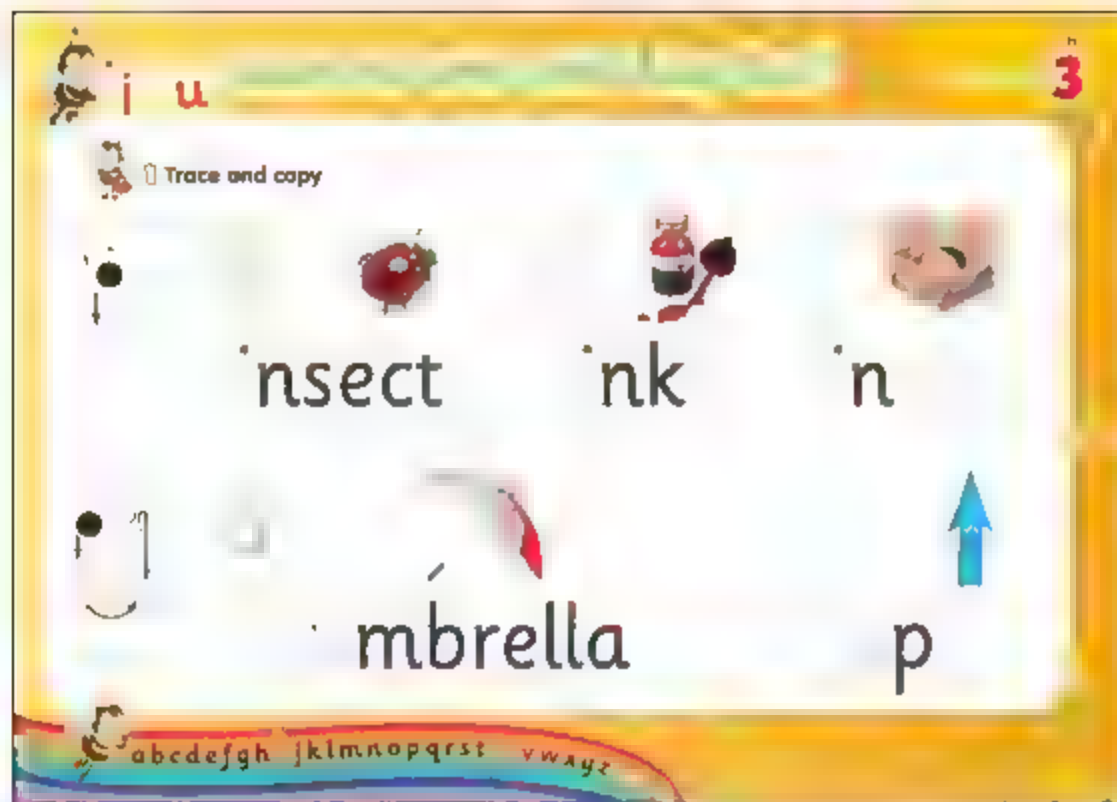 i u
3
Trace and copy
nsect nk n
mbrella p
abcdefgh jklmnopqrst vwxyz